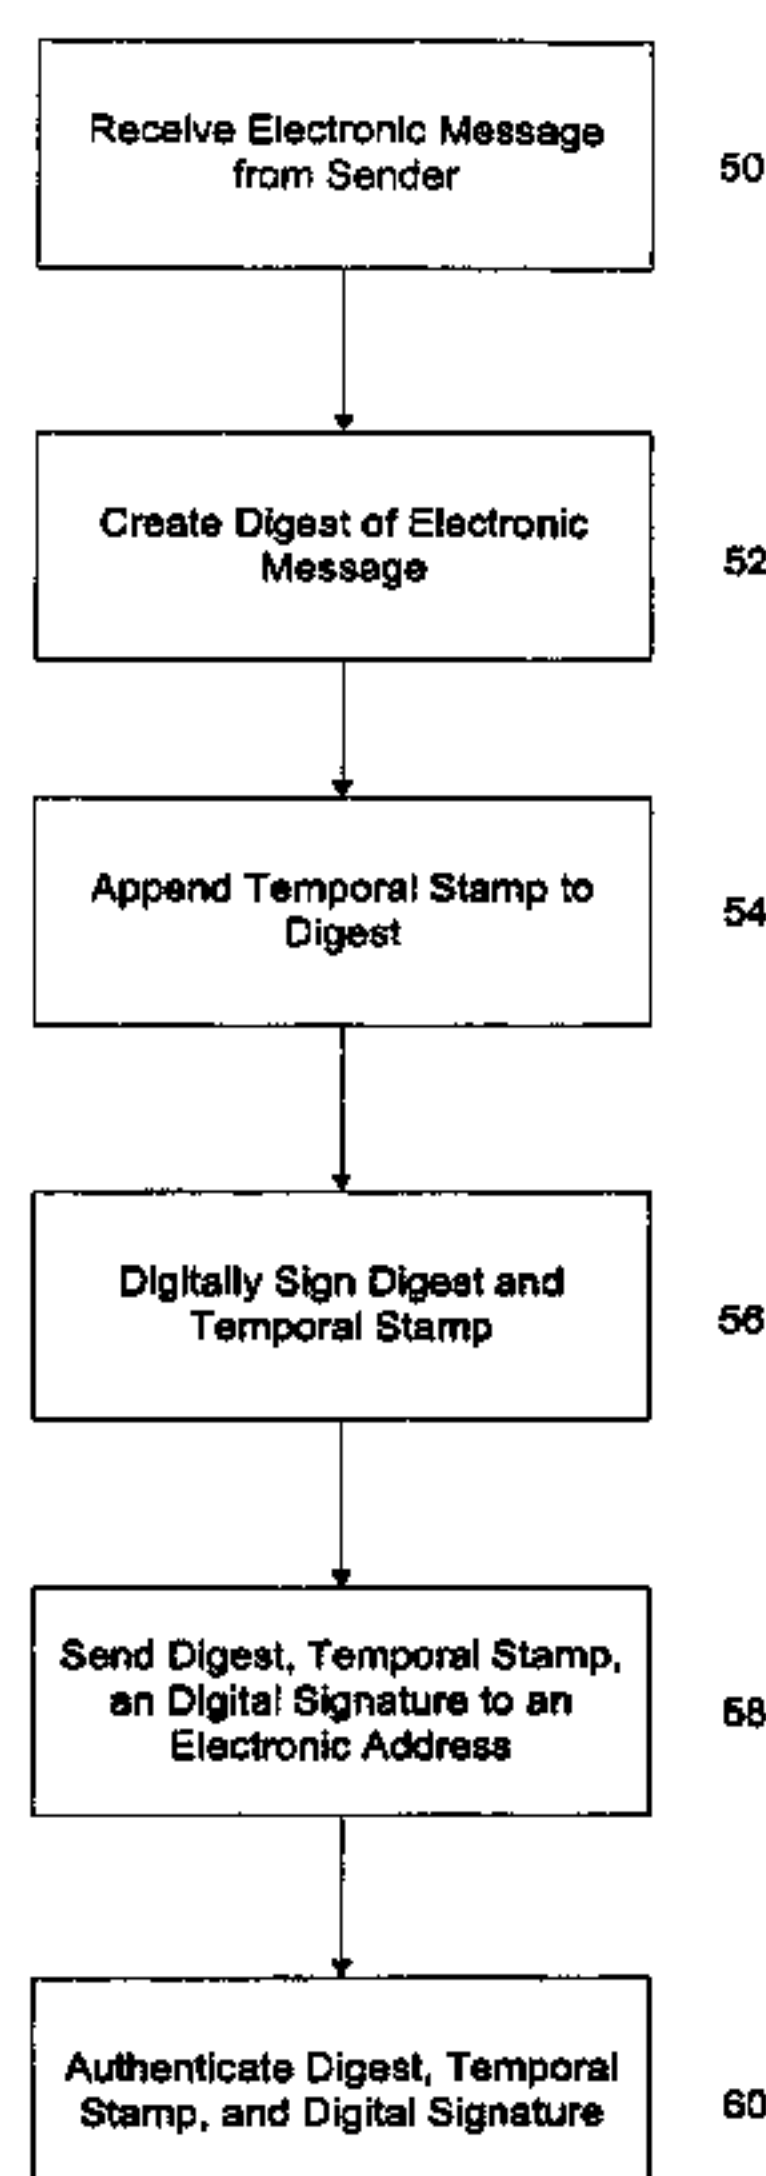 Receive Electronic Message
from Sender
50
Create Digest of Electronic
Message
52
Append Temporal Stamp to
Digest
54
Digitally Sign Digest and
Temporal Stamp
56
Send Digest, Temporal Stamp,
an Digital Signature to an
Electronic Address
58
Authenticate Digest, Temporal
Stamp, and Digital Signature
60